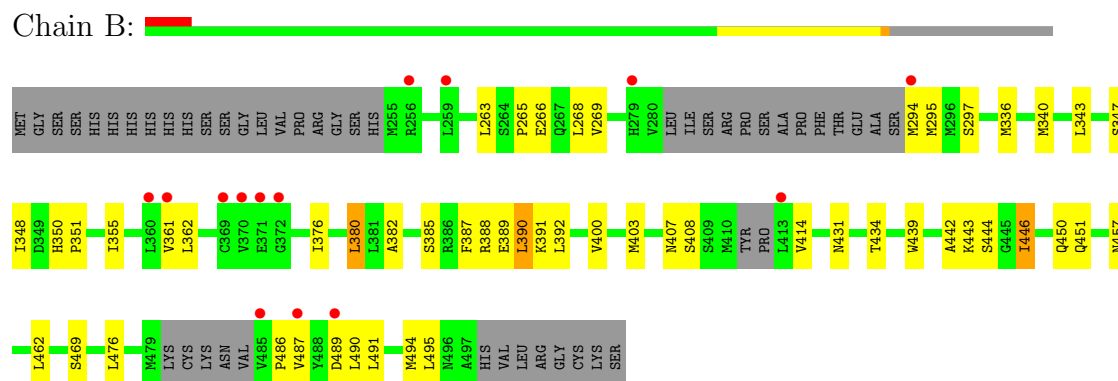 Chain B:
MET GLY SER SER HIS HIS HIS HIS HIS HIS SER SER GLY LEU VAL PRO ARG GLY SER HIS M255 R256 L259 L263 S264 P265 E266 Q267 L268 V269 H279 V280 LEU ILE SER ARG PRO SER ALA PRO PHE THR GLU ALA SER M294 M295 M296 S297 M336 M340 L343 S347
I348 D349 H350 P351 I355 L360 V361 L362 C369 V370 E371 G372 I376 L380 L381 A382 S385 R386 F387 R388 E389 L390 K391 L392 V400 M403 N407 S408 S409 M410 TYR PRO L413 V414 N431 T434 W439 A442 K443 S444 G445 I446 Q450 Q451 N457
L462 S469 L476 M479 LYS CYS LYS ASN VAL V485 P486 V487 Y488 D489 L490 L491 M494 L495 N496 A497 HIS VAL LEU ARG GLY CYS LYS SER